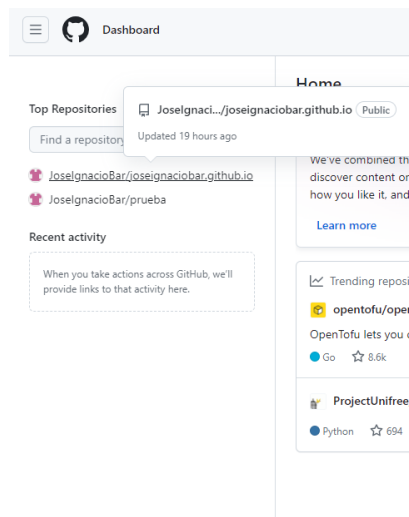 Dashboard
Home
Top Repositories
JoseIgnaci.../joseignaciobar.github.io Public
Updated 19 hours ago
Find a repository
JoseIgnacioBar/joseignaciobar.github.io
JoseIgnacioBar/prueba
Recent activity
When you take actions across GitHub, we'll
provide links to that activity here.
We've combined th
discover content or
how you like it, and
Learn more
Trending reposi
opentofu/oper
OpenTofu lets you c
Go 8.6k
ProjectUnifree
Python 694